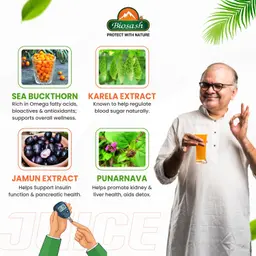 Biosash
PROTECT WITH NATURE
SEA BUCKTHORN
Rich in Omega fatty acids,
bioactives & antioxidants;
supports overall wellness.
KARELA EXTRACT
Known to help regulate
blood sugar naturally.
JAMUN EXTRACT
Helps Support insulin
function & pancreatic health.
PUNARNAVA
Helps promote kidney &
liver health, aids detox.
JUICE